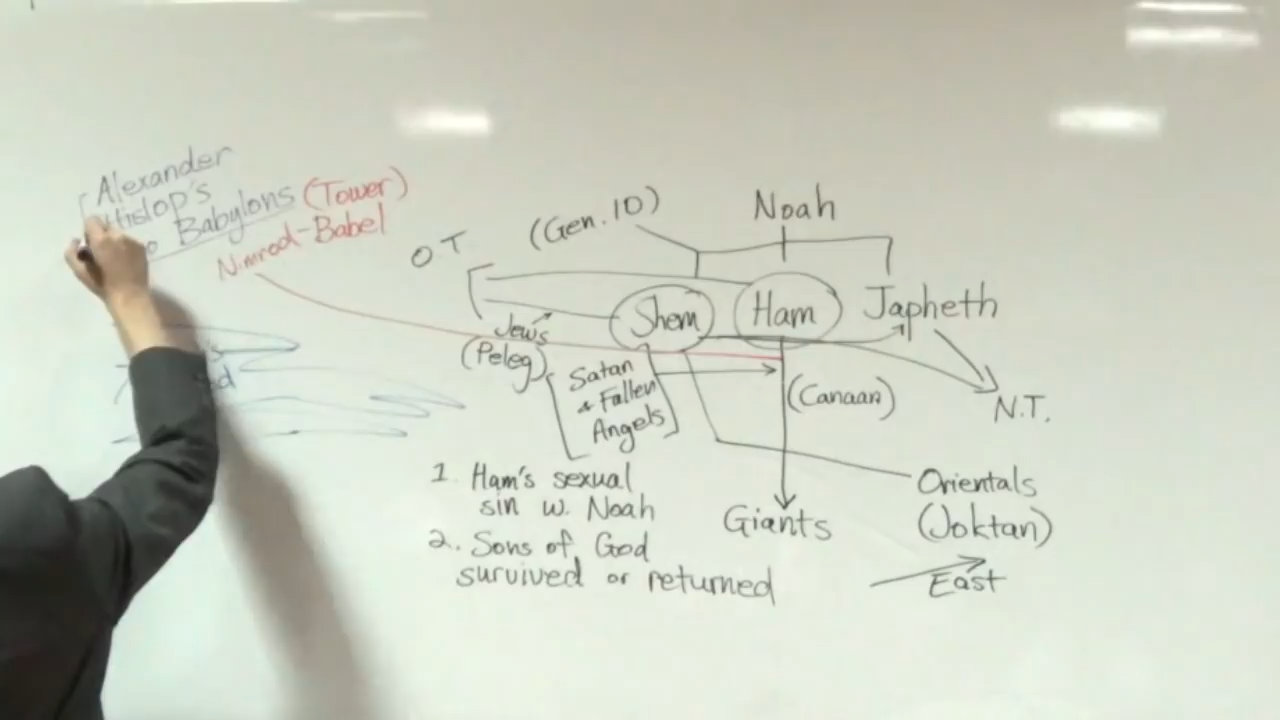 Alexander
Hislop's
Babylons (Tower)
Nimrod-Babel
O.T
(Gen. 10)
Noah
Shem
Ham
Japheth
Jews
(Peleg)
Satan
& Fallen
Angels
(Canaan)
N.T.
1. Ham's sexual
sin w. Noah
2. Sons of God
survived or returned
Giants
Orientals
(Joktan)
East